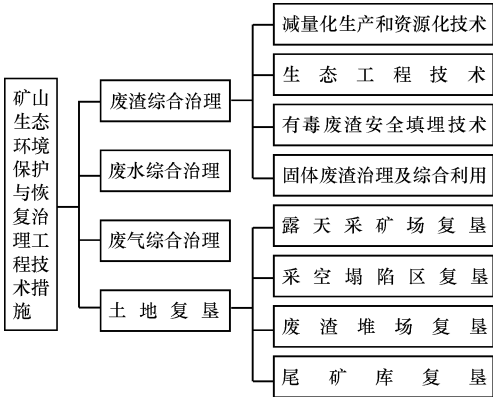 矿山
生态
环境
保护
与恢
复治
理工
程技
术措
施
废渣综合治理
废水综合治理
废气综合治理
土地复垦
减量化生产和资源化技术
生态工程技术
有毒废渣安全填埋技术
固体废渣治理及综合利用
露天采矿场复垦
采空塌陷区复垦
废渣堆场复垦
尾矿库复垦